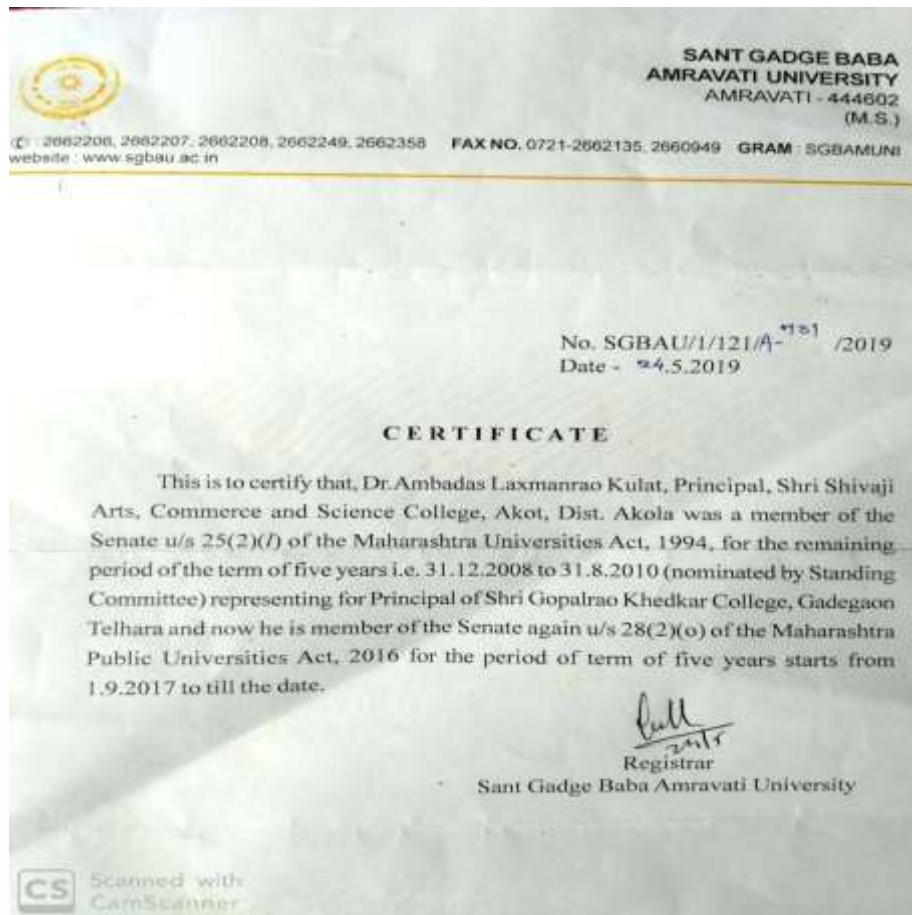 SANT GADGE BABA
AMRAVATI UNIVERSITY
AMRAVATI - 444602
(M.S.)
✆ : 2662206, 2662207, 2662208, 2662249, 2662358 FAX NO. 0721-2662135, 2660949 GRAM : SGBAMUNI
website : www.sgbau.ac.in
No. SGBAU/1/121/A- /2019
Date - 24.5.2019
CERTIFICATE
This is to certify that, Dr.Ambadas Laxmanrao Kulat, Principal, Shri Shivaji
Arts, Commerce and Science College, Akot, Dist. Akola was a member of the
Senate u/s 25(2)(l) of the Maharashtra Universities Act, 1994, for the remaining
period of the term of five years i.e. 31.12.2008 to 31.8.2010 (nominated by Standing
Committee) representing for Principal of Shri Gopalrao Khedkar College, Gadegaon
Telhara and now he is member of the Senate again u/s 28(2)(o) of the Maharashtra
Public Universities Act, 2016 for the period of term of five years starts from
1.9.2017 to till the date.
Registrar
Sant Gadge Baba Amravati University
CS Scanned with
CamScanner